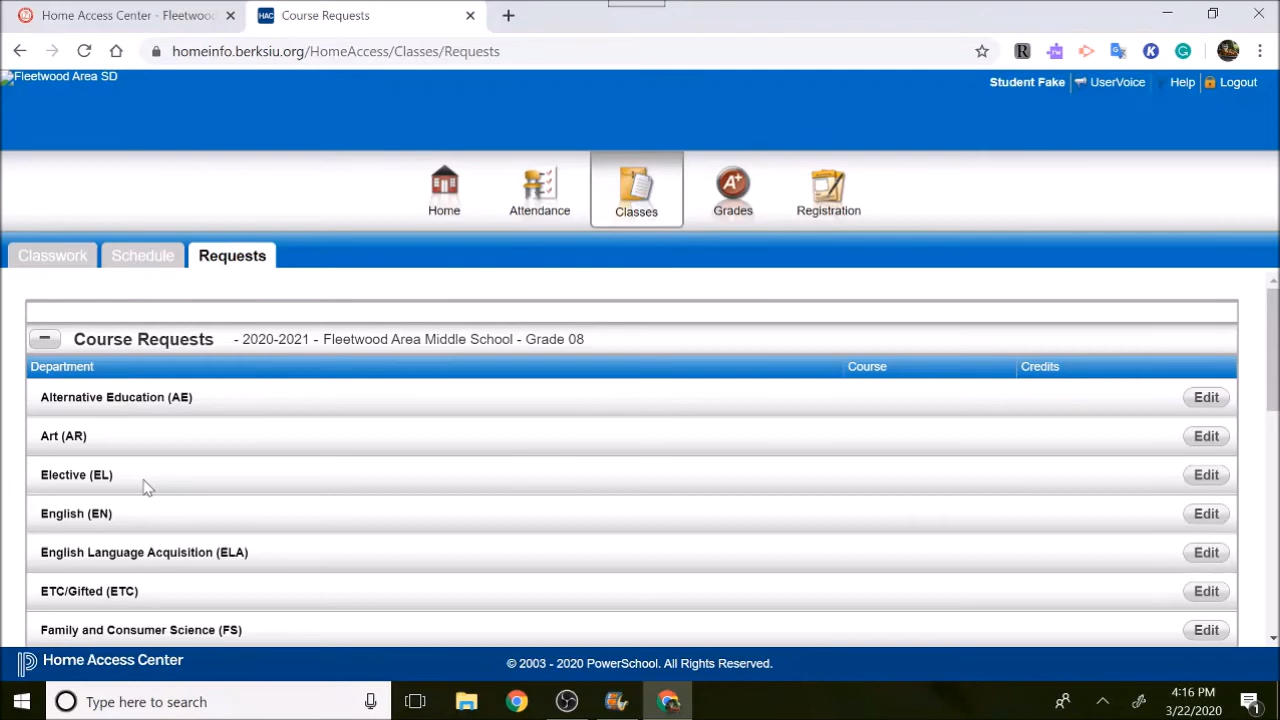 Home Access Center - Fleetwood
HAC Course Requests
homeinfo.berksiu.org/HomeAccess/Classes/Requests
Fleetwood Area SD
Student Fake UserVoice Help Logout
Home Attendance Classes Grades Registration
Classwork Schedule Requests
Course Requests - 2020-2021 - Fleetwood Area Middle School - Grade 08
Department Course Credits
Alternative Education (AE) Edit
Art (AR) Edit
Elective (EL) Edit
English (EN) Edit
English Language Acquisition (ELA) Edit
ETC/Gifted (ETC) Edit
Family and Consumer Science (FS) Edit
Home Access Center © 2003 - 2020 PowerSchool. All Rights Reserved.
Type here to search
4:16 PM
3/22/2020